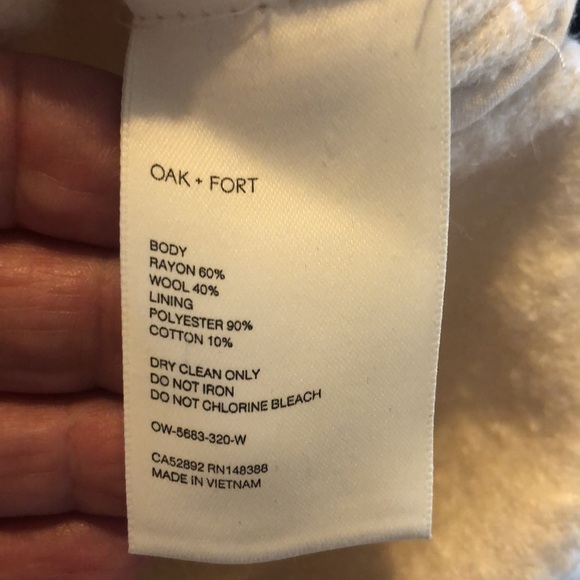 OAK + FORT
BODY
RAYON 60%
WOOL 40%
LINING
POLYESTER 90%
COTTON 10%
DRY CLEAN ONLY
DO NOT IRON
DO NOT CHLORINE BLEACH
OW-5683-320-W
CA52892 RN148388
MADE IN VIETNAM